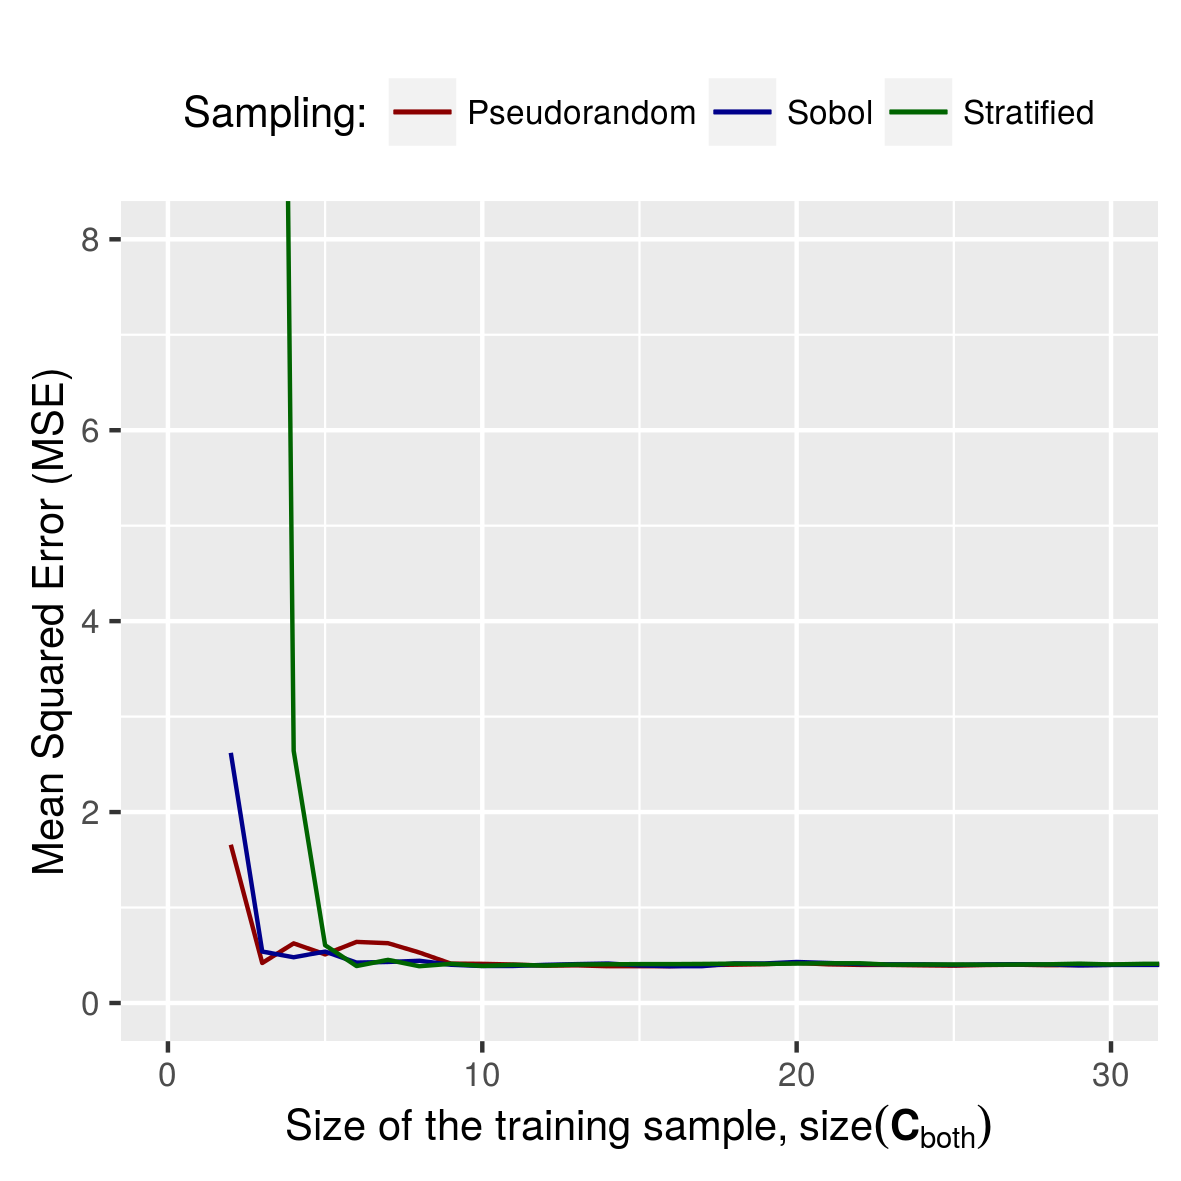 Sampling: Pseudorandom Sobol Stratified
8
6
4
2
0
Mean Squared Error (MSE)
0 10 20 30
Size of the training sample, size(C_both)